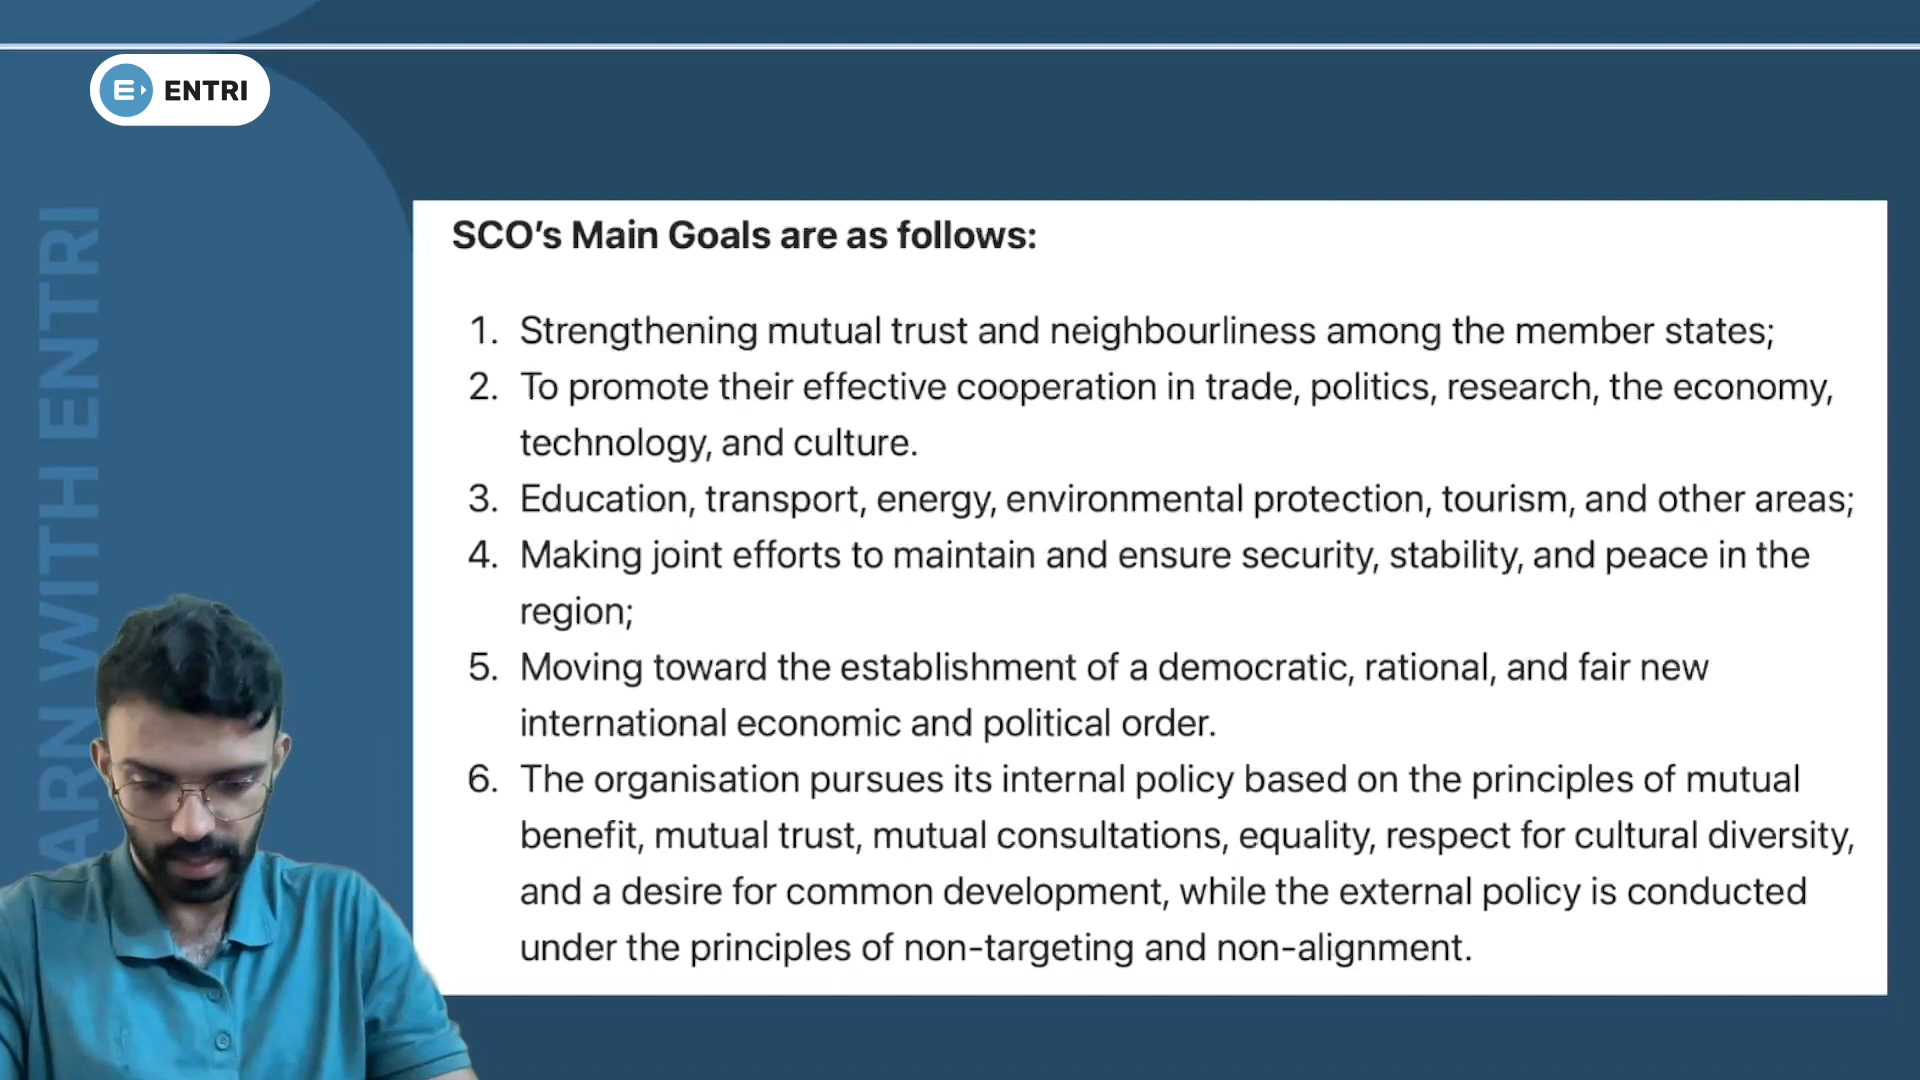 ENTRI
ARN WITH ENTRI
SCO's Main Goals are as follows:
1. Strengthening mutual trust and neighbourliness among the member states;
2. To promote their effective cooperation in trade, politics, research, the economy,
technology, and culture.
3. Education, transport, energy, environmental protection, tourism, and other areas;
4. Making joint efforts to maintain and ensure security, stability, and peace in the
region;
5. Moving toward the establishment of a democratic, rational, and fair new
international economic and political order.
6. The organisation pursues its internal policy based on the principles of mutual
benefit, mutual trust, mutual consultations, equality, respect for cultural diversity,
and a desire for common development, while the external policy is conducted
under the principles of non-targeting and non-alignment.